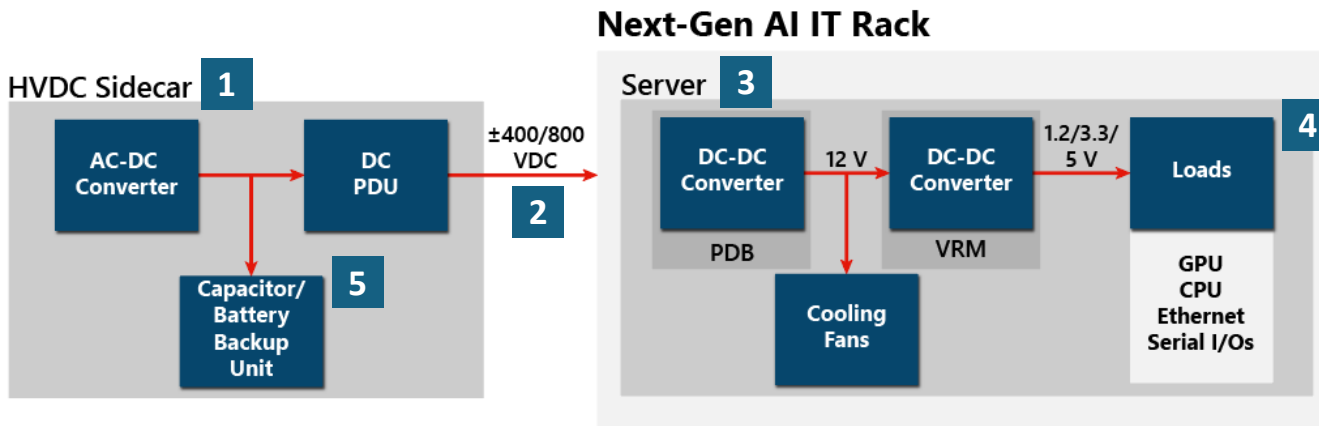 Next-Gen AI IT Rack
HVDC Sidecar
1
AC-DC
Converter
DC
PDU
±400/800
VDC
2
Capacitor/
Battery
Backup
Unit
5
Server
3
DC-DC
Converter
PDB
12 V
Cooling
Fans
DC-DC
Converter
VRM
1.2/3.3/
5 V
4
Loads
GPU
CPU
Ethernet
Serial I/Os